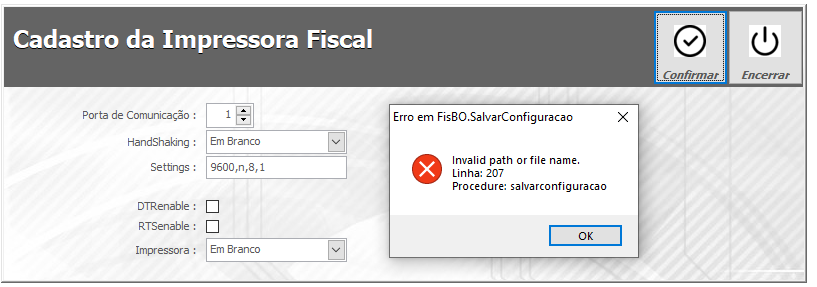 Cadastro da Impressora Fiscal
Confirmar
Encerrar
Porta de Comunicação :
1
HandShaking :
Em Branco
Settings :
9600,n,8,1
DTRenable :
RTSenable :
Impressora :
Em Branco
Erro em FisBO.SalvarConfiguracao
Invalid path or file name.
Linha: 207
Procedure: salvarconfiguracao
OK